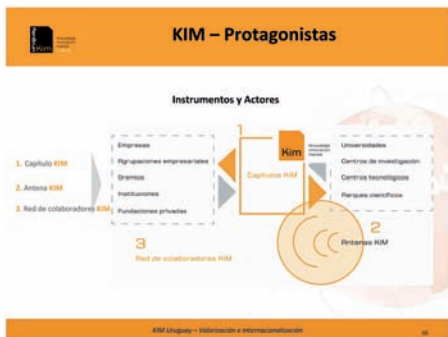 KIM – Protagonistas
Kim
Instrumentos y Actores
1. Capítulo KIM
2. Antena KIM
3. Red de colaboradores KIM
Empresas
Agrupaciones empresariales
Gremios
Instituciones
Fundaciones privadas
3
Red de colaboradores KIM
1
Kim
Capítulos KIM
Universidades
Centros de investigación
Centros tecnológicos
Parques científicos
2
Antenas KIM
KIM Uruguay – Valorización e Internacionalización